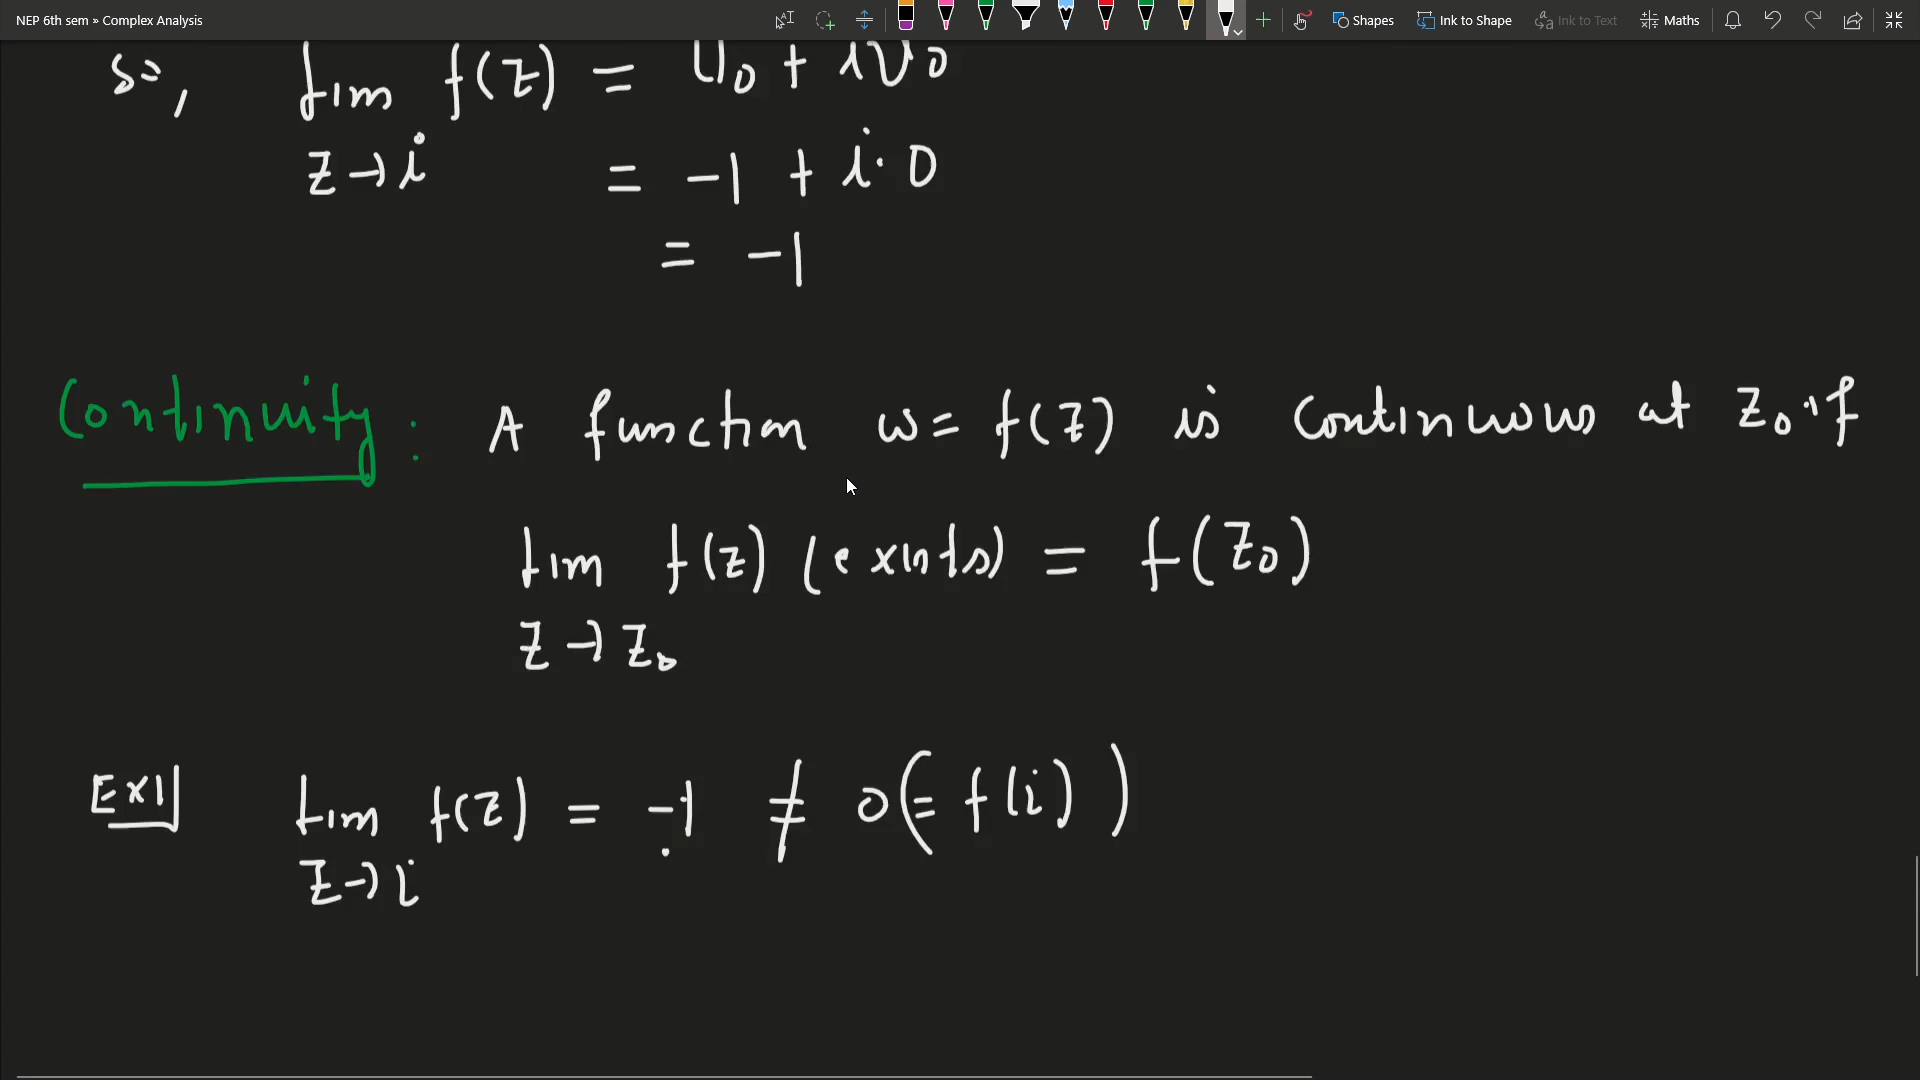 NEP 6th sem » Complex Analysis
Shapes Ink to Shape Ink to Text Maths
so, lim f(z) = U₀ + iV₀
z→i = -1 + i·0
= -1
Continuity: A function w = f(z) is continuous at z₀ if
lim f(z) (exists) = f(z₀)
z→z₀
Ex1 lim f(z) = -1 ≠ 0(= f(i))
z→i